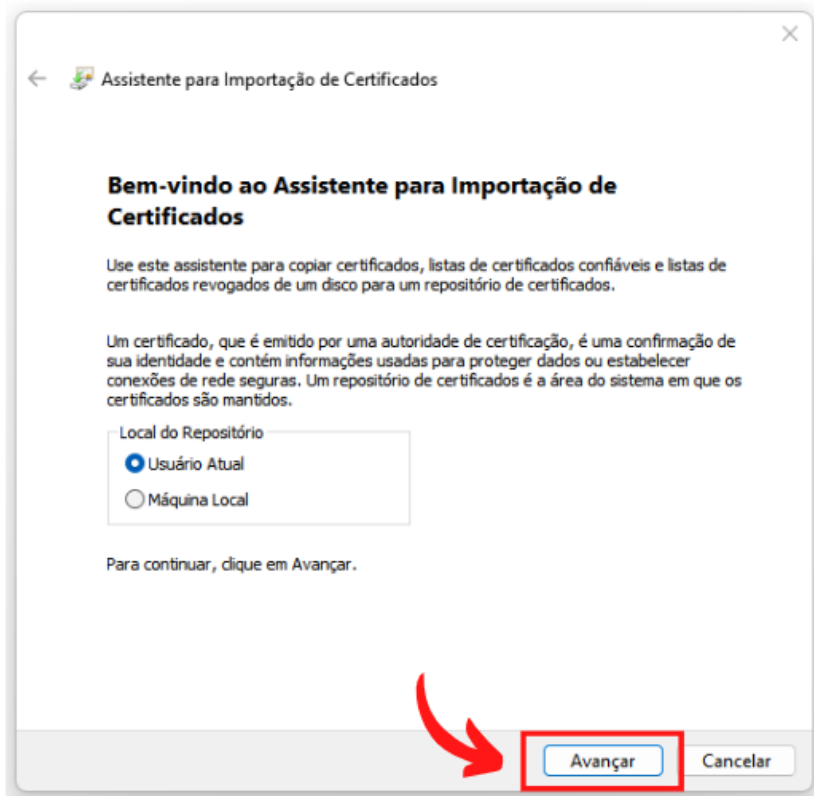 Assistente para Importação de Certificados
Bem-vindo ao Assistente para Importação de
Certificados
Use este assistente para copiar certificados, listas de certificados confiáveis e listas de
certificados revogados de um disco para um repositório de certificados.
Um certificado, que é emitido por uma autoridade de certificação, é uma confirmação de
sua identidade e contém informações usadas para proteger dados ou estabelecer
conexões de rede seguras. Um repositório de certificados é a área do sistema em que os
certificados são mantidos.
Local do Repositório
Usuário Atual
Máquina Local
Para continuar, clique em Avançar.
Avançar
Cancelar